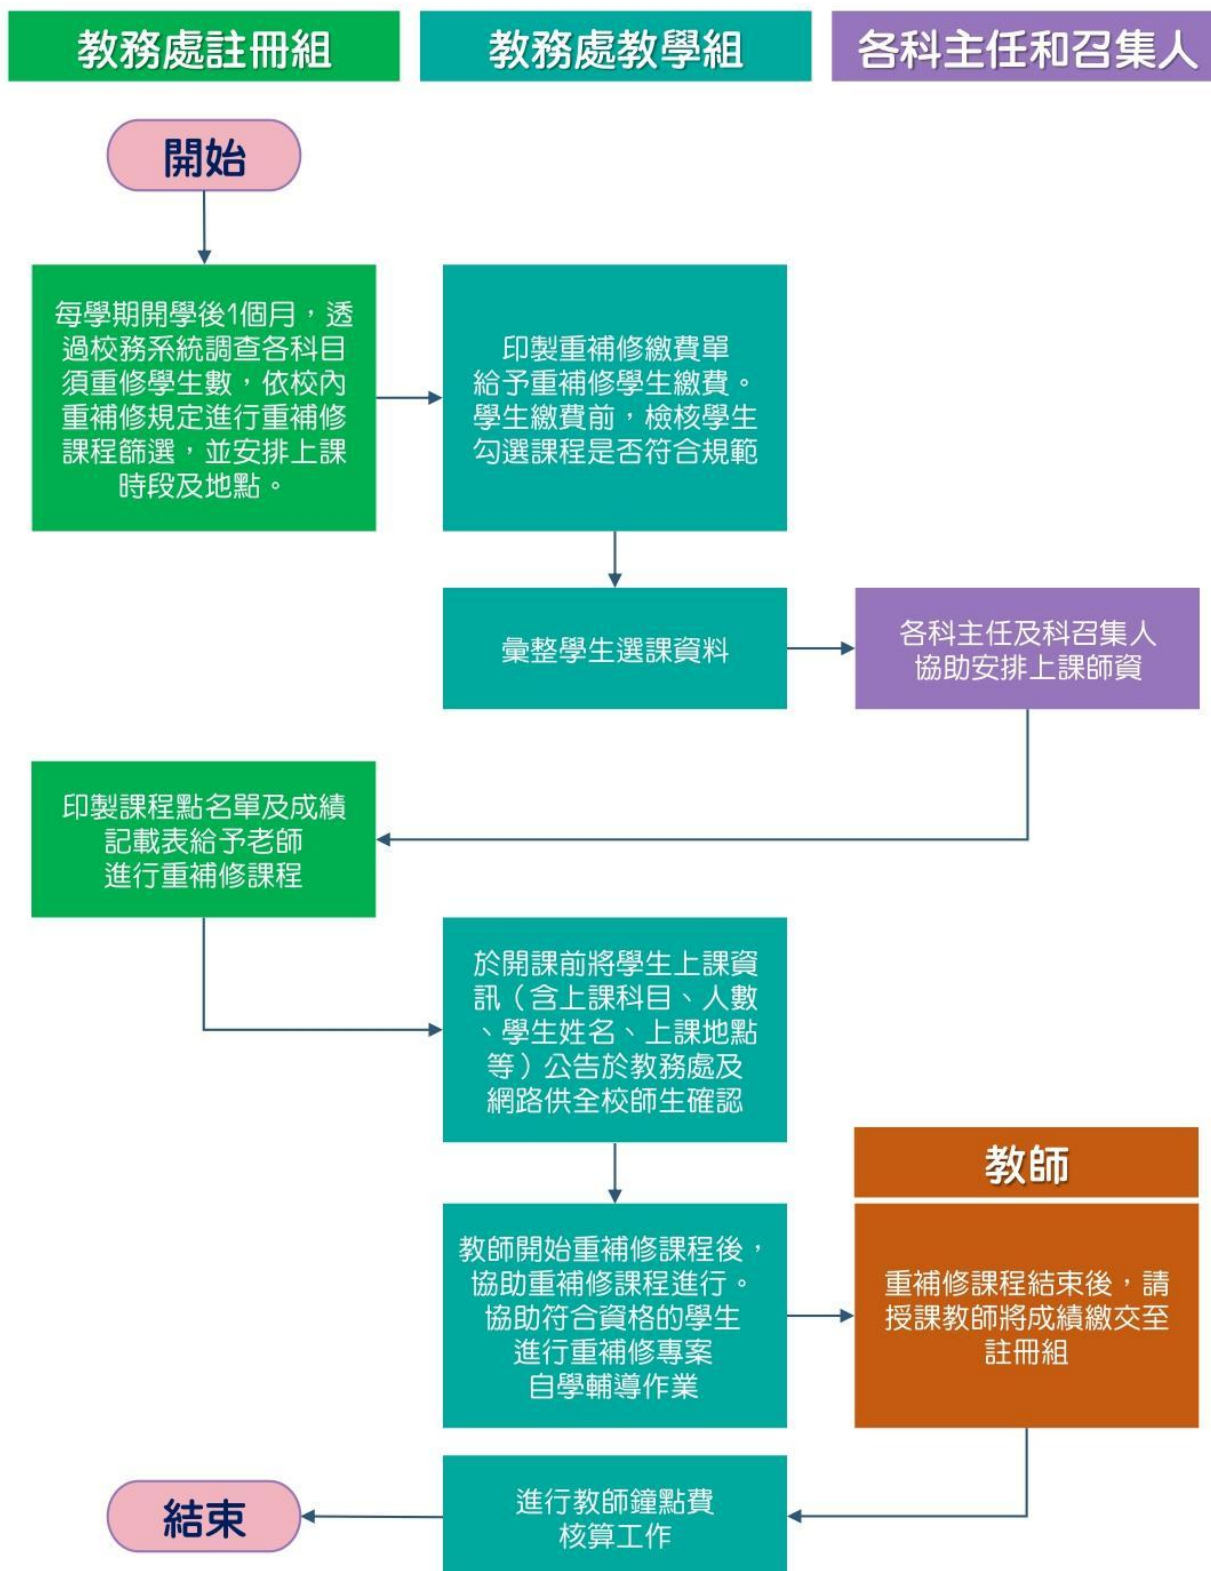 教務處註冊組
教務處教學組
各科主任和召集人
開始
每學期開學後1個月，透
過校務系統調查各科目
須重修學生數，依校內
重補修規定進行重補修
課程篩選，並安排上課
時段及地點。
印製重補修繳費單
給予重補修學生繳費。
學生繳費前，檢核學生
勾選課程是否符合規範
彙整學生選課資料
各科主任及科召集人
協助安排上課師資
印製課程點名單及成績
記載表給予老師
進行重補修課程
於開課前將學生上課資
訊（含上課科目、人數
、學生姓名、上課地點
等）公告於教務處及
網路供全校師生確認
教師開始重補修課程後，
協助重補修課程進行。
協助符合資格的學生
進行重補修專案
自學輔導作業
教師
重補修課程結束後，請
授課教師將成績繳交至
註冊組
進行教師鐘點費
核算工作
結束